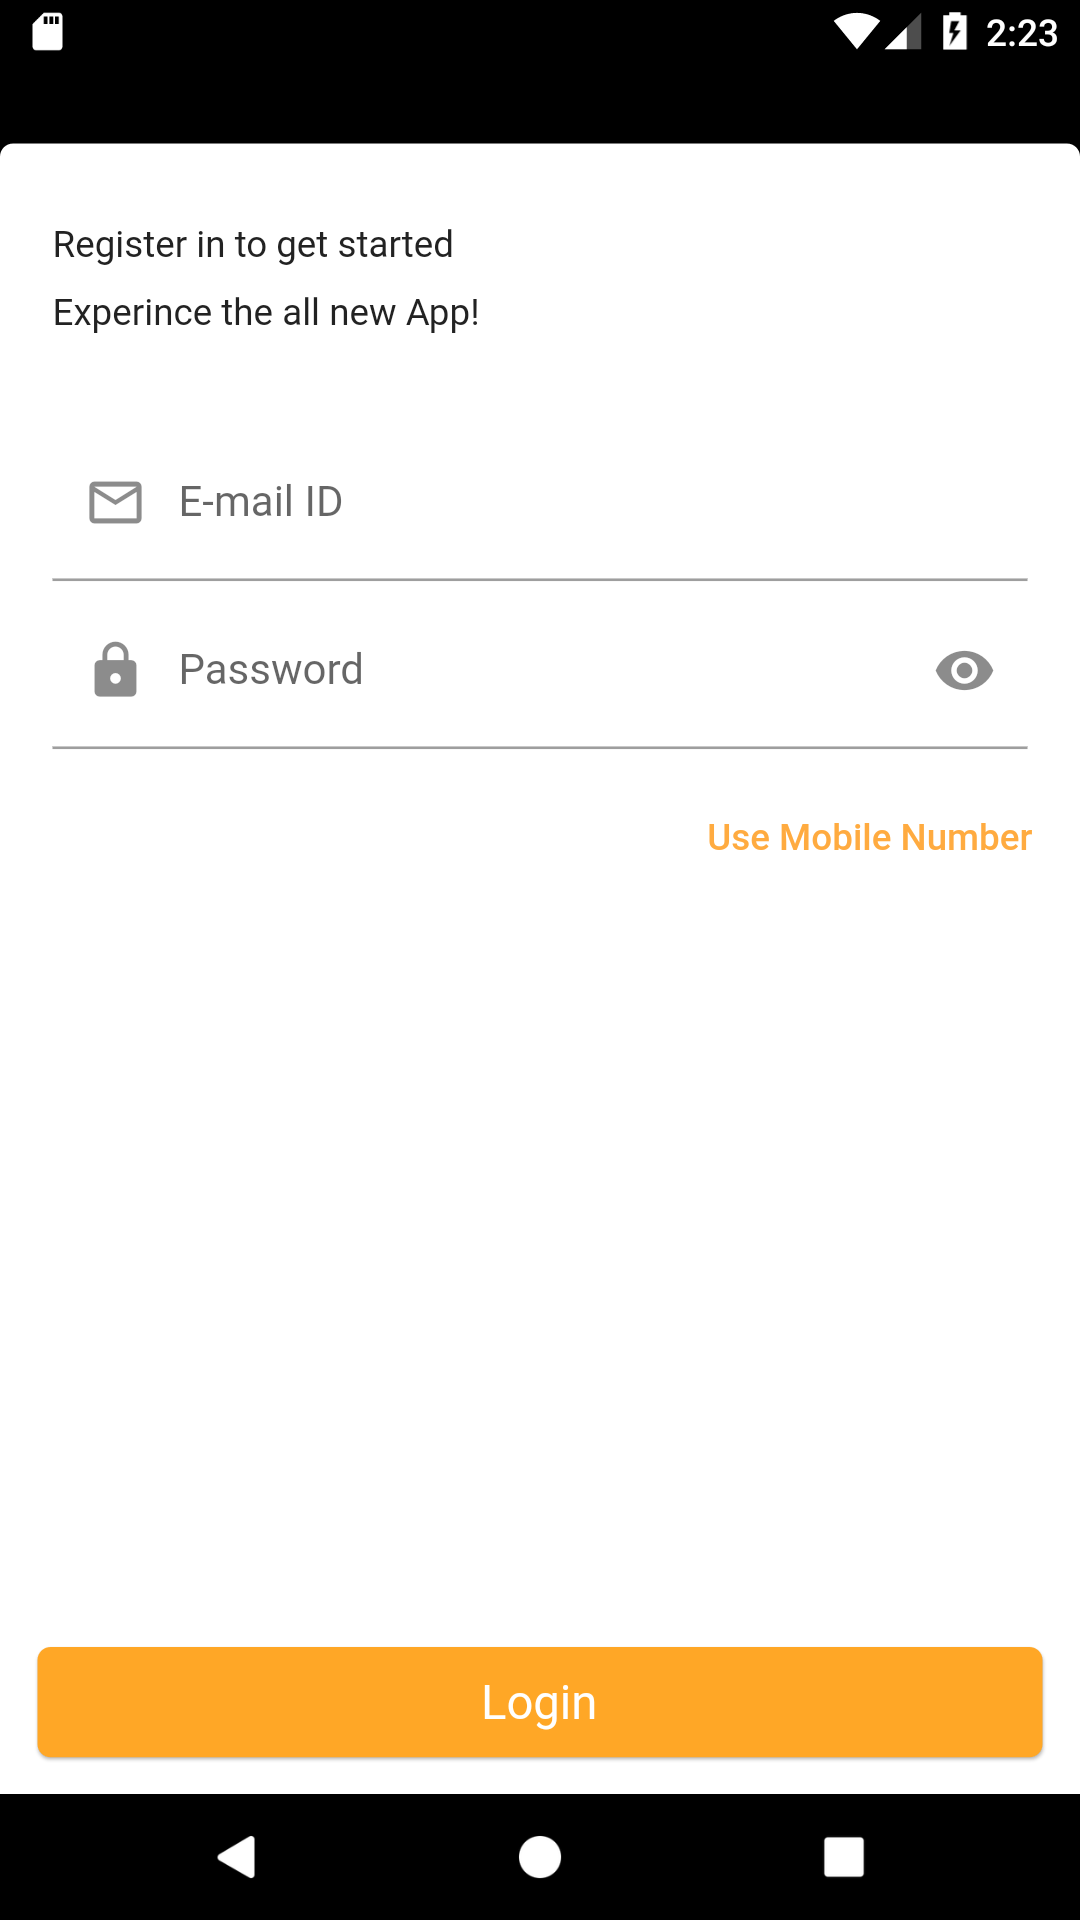 2:23
Register in to get started
Experince the all new App!
E-mail ID
Password
Use Mobile Number
Login